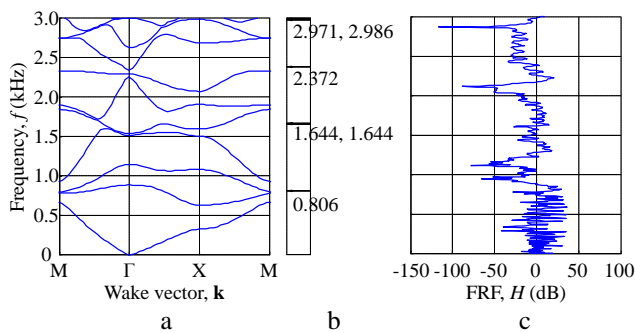 3.0
2.5
2.0
1.5
1.0
0.5
0
Frequency, f (kHz)
M Γ X M
Wake vector, k
a
2.971, 2.986
2.372
1.644, 1.644
0.806
b
-150 -100 -50 0 50 100
FRF, H (dB)
c